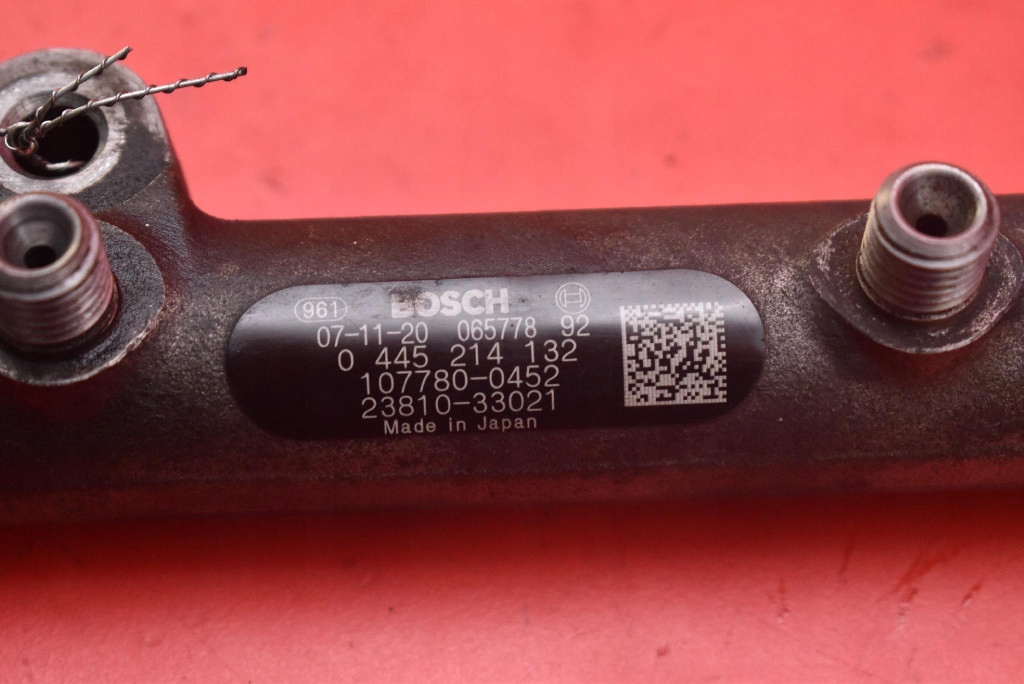 961 BOSCH
07-11-20 065778 92
0 445 214 132
107780-0452
23810-33021
Made in Japan